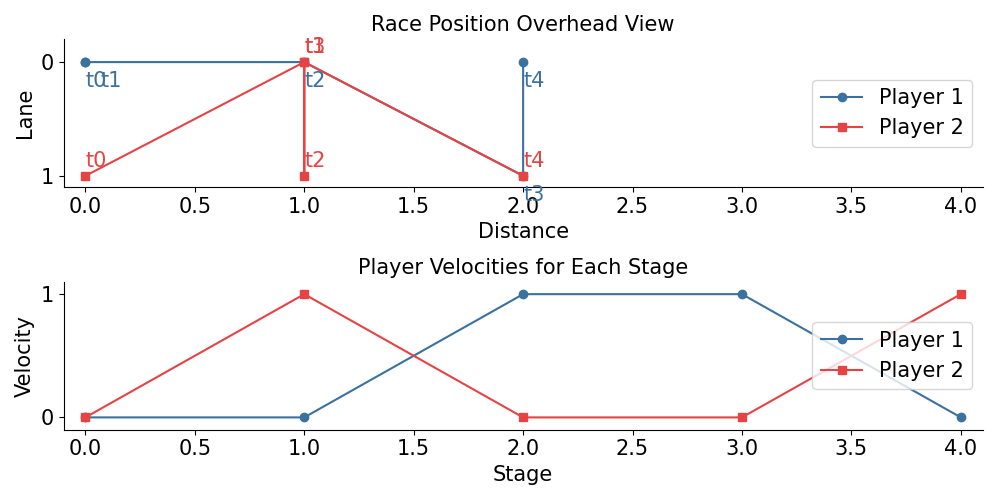 Race Position Overhead View
Lane
0
1
t0
t1
t1
t3
t2
t4
t0
t2
t4
t3
Player 1
Player 2
0.0 0.5 1.0 1.5 2.0 2.5 3.0 3.5 4.0
Distance
Player Velocities for Each Stage
Velocity
1
0
Player 1
Player 2
0.0 0.5 1.0 1.5 2.0 2.5 3.0 3.5 4.0
Stage